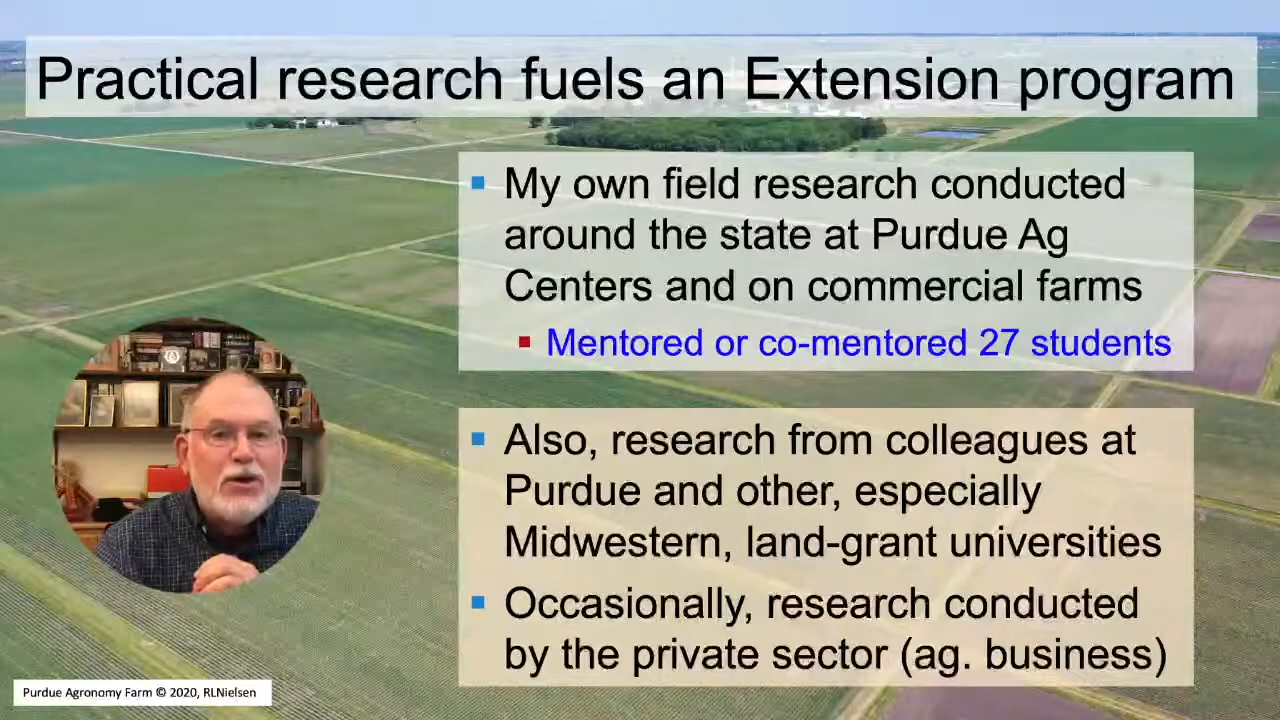 Practical research fuels an Extension program
My own field research conducted
around the state at Purdue Ag
Centers and on commercial farms
Mentored or co-mentored 27 students
Also, research from colleagues at
Purdue and other, especially
Midwestern, land-grant universities
Occasionally, research conducted
by the private sector (ag. business)
Purdue Agronomy Farm © 2020, RLNielsen